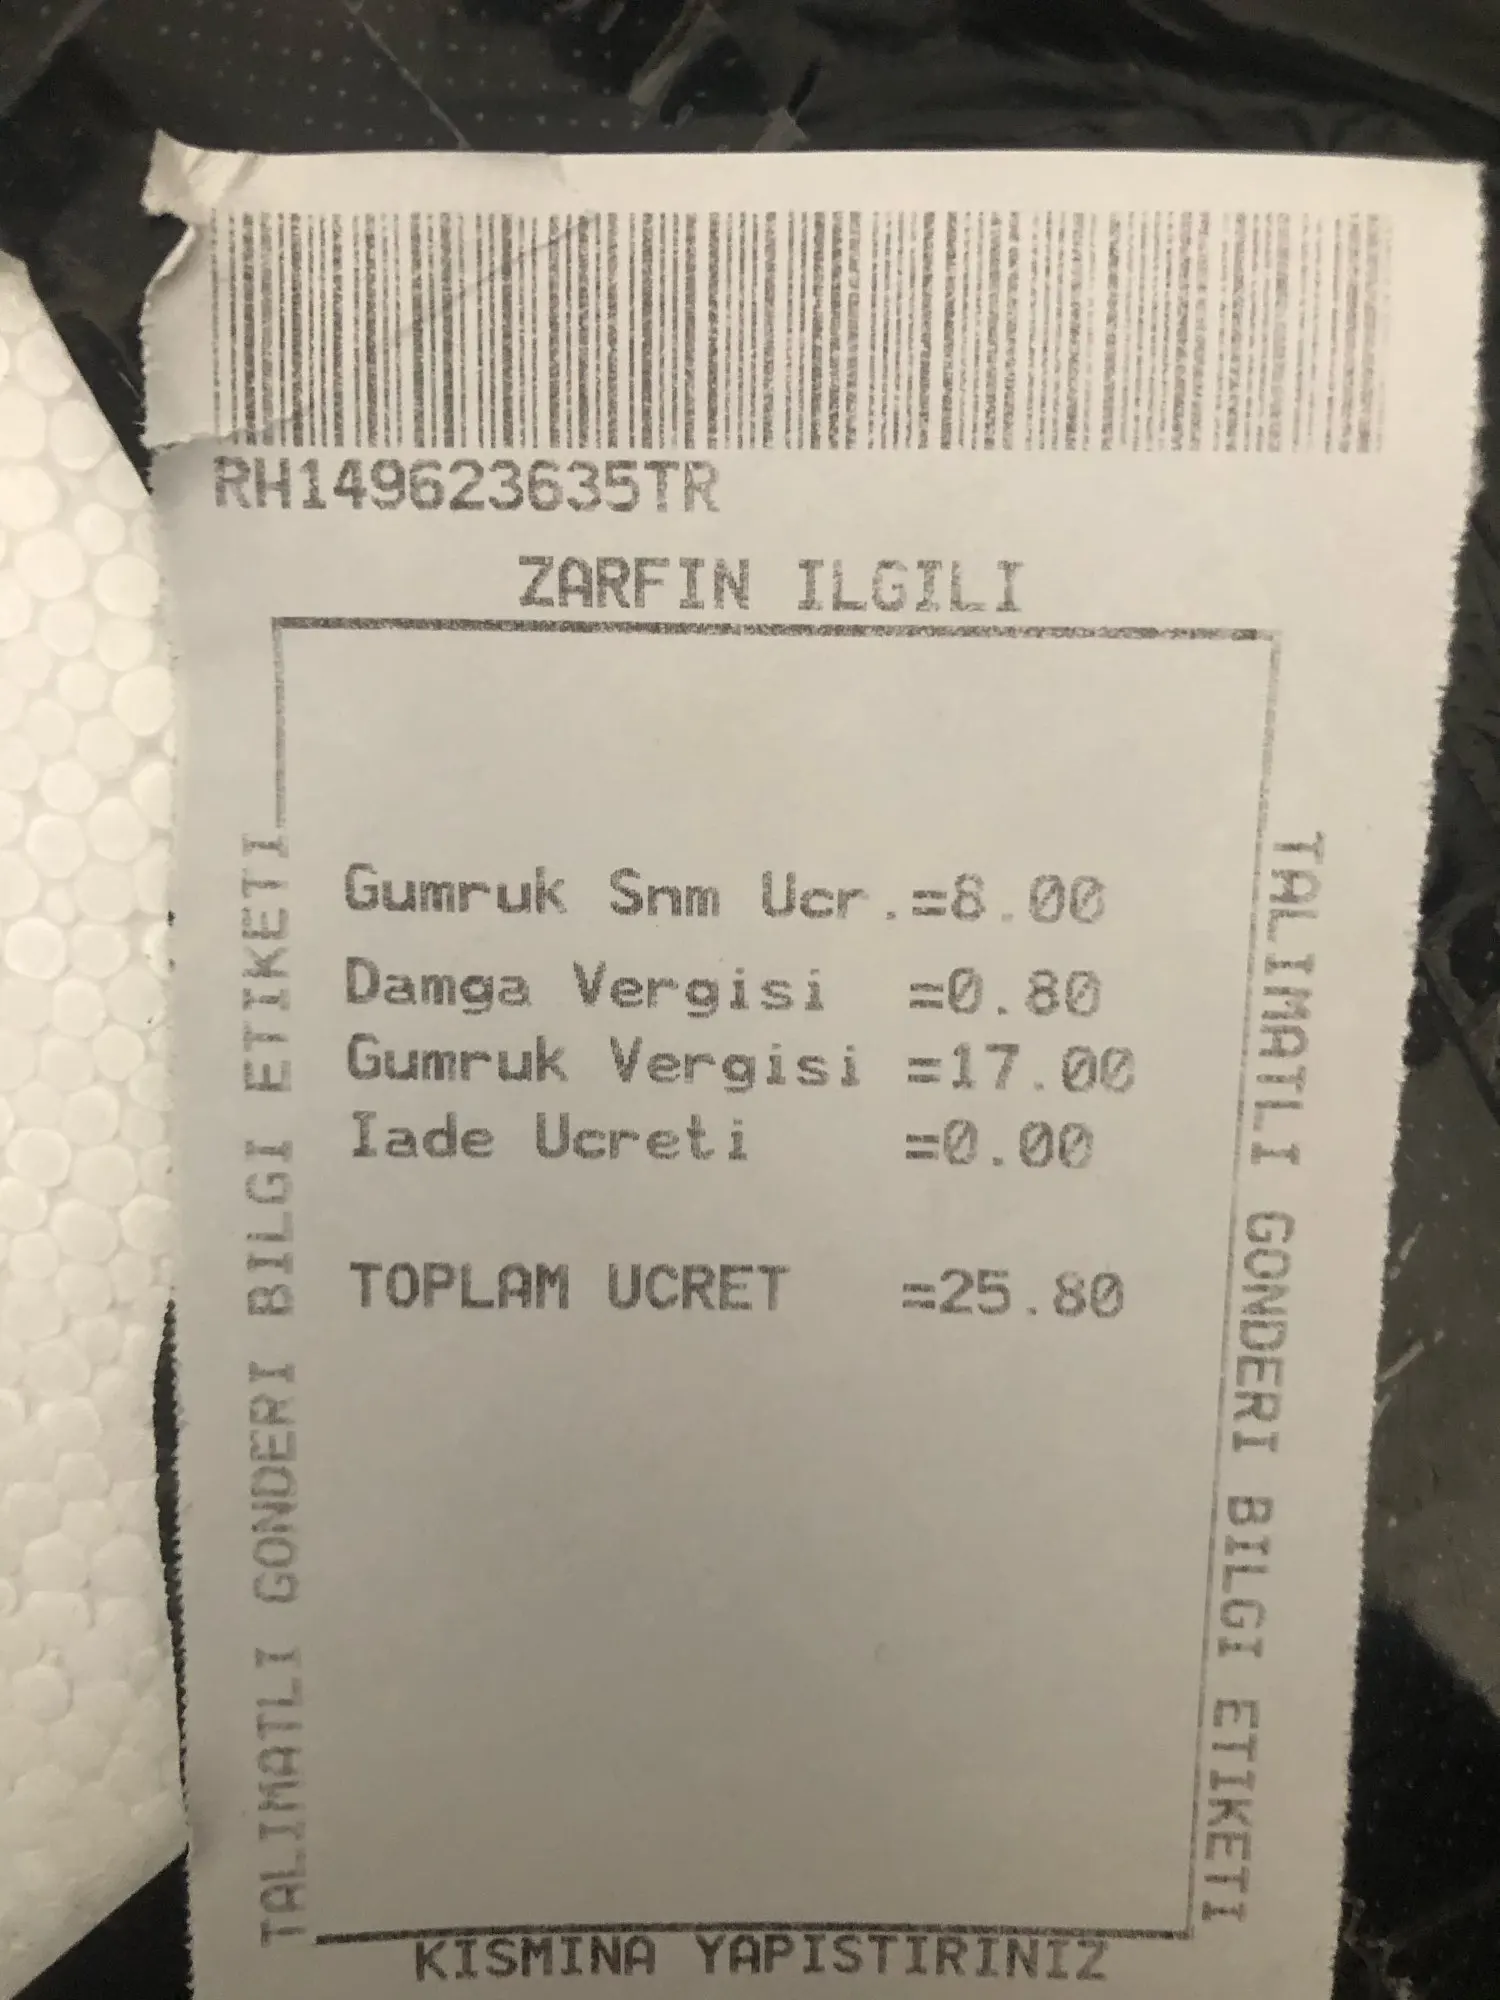 RH149623635TR
ZARFIN ILGILI
TALIMATLI GONDERI BILGI ETIKETI
Gumruk Snm Ucr.=8.00
Damga Vergisi =0.80
Gumruk Vergisi =17.00
Iade Ucreti =0.00
TOPLAM UCRET =25.80
TALIMATLI GONDERI BILGI ETIKETI
KISMINA YAPISTIRINIZ